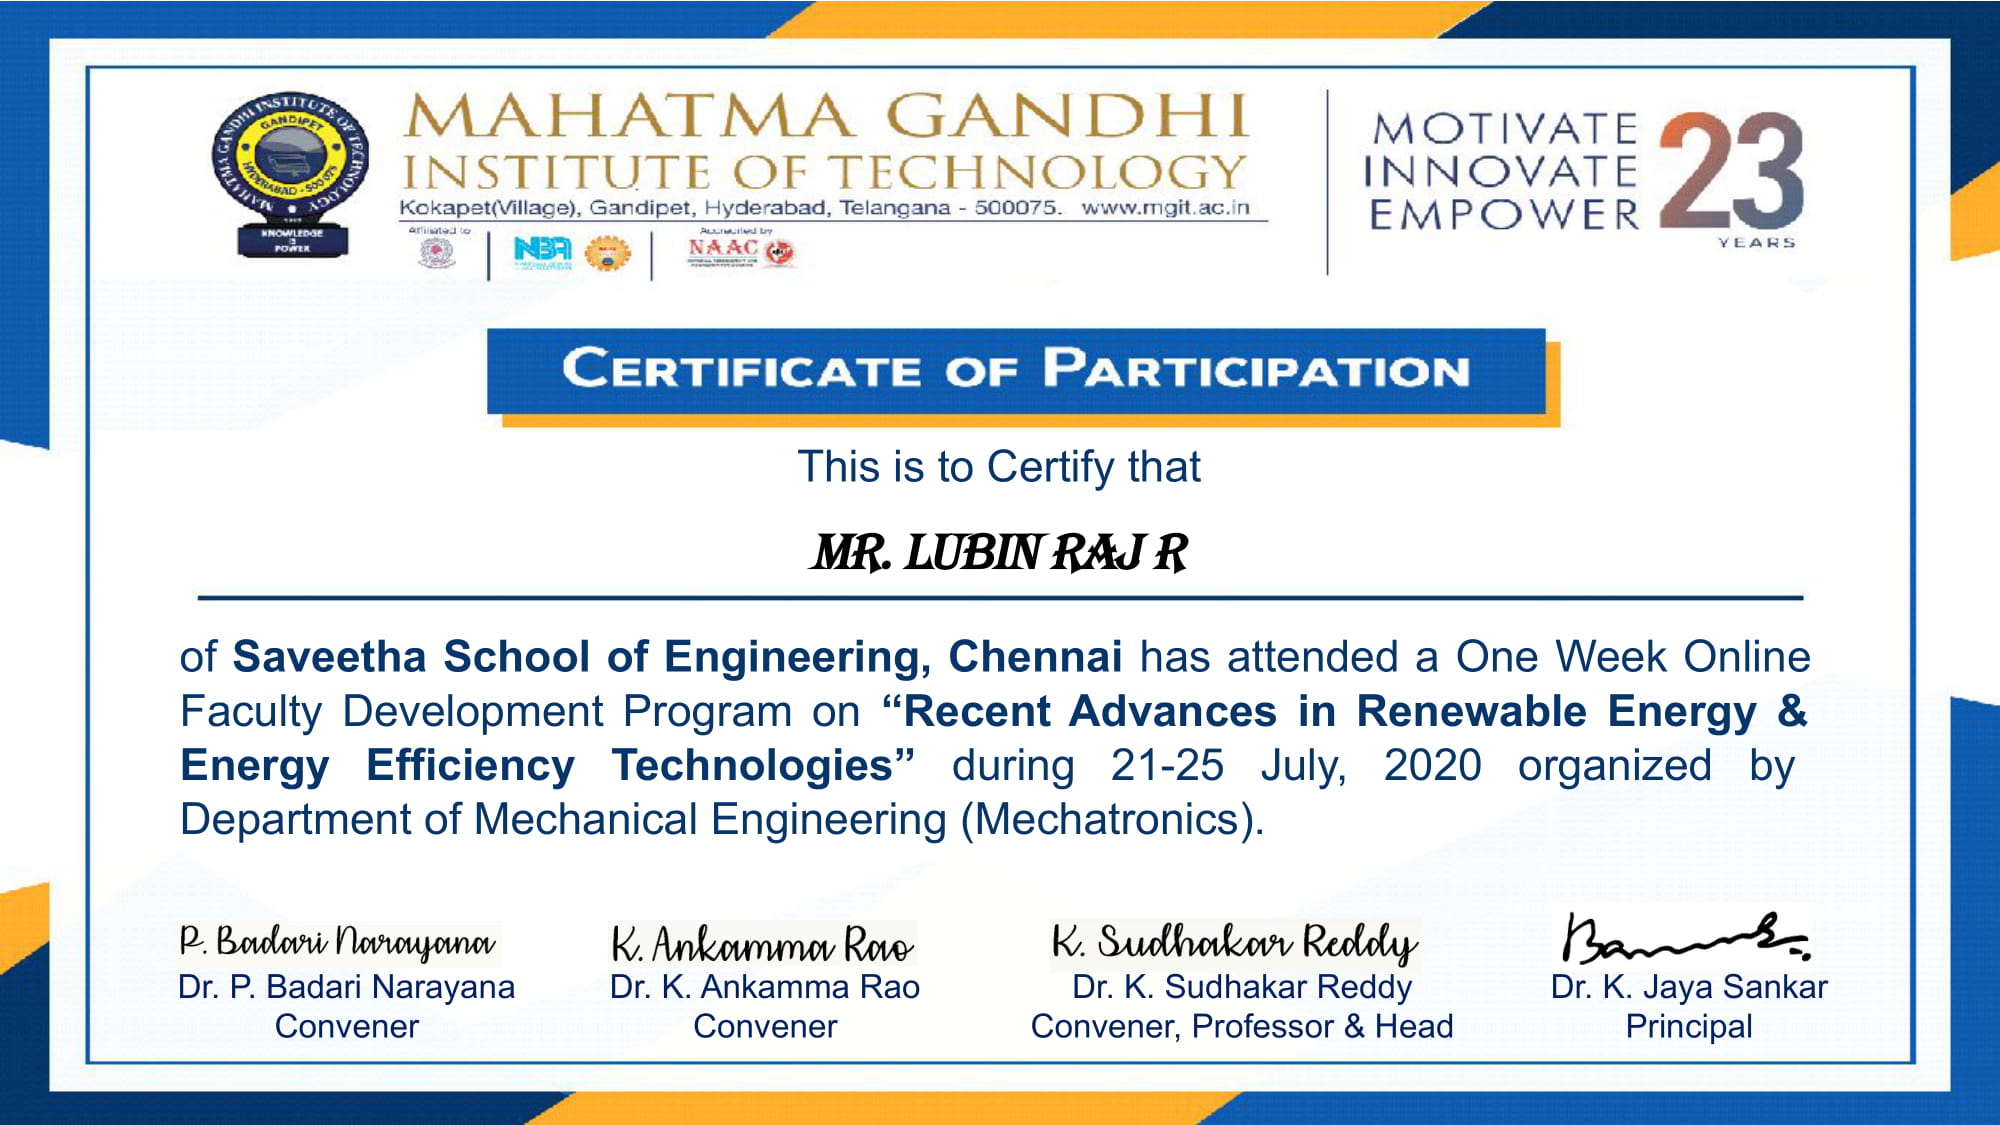 MAHATMA GANDHI INSTITUTE OF TECHNOLOGY
GANDIPET
HYDERABAD - 500 075
1997
KNOWLEDGE
IS
POWER
MAHATMA GANDHI
INSTITUTE OF TECHNOLOGY
Kokapet(Village), Gandipet, Hyderabad, Telangana - 500075. www.mgit.ac.in
Affiliated to
NBA
Accredited by
NAAC
MOTIVATE
INNOVATE
EMPOWER
23
YEARS
CERTIFICATE OF PARTICIPATION
This is to Certify that
MR. LUBIN RAJ R
of Saveetha School of Engineering, Chennai has attended a One Week Online
Faculty Development Program on “Recent Advances in Renewable Energy &
Energy Efficiency Technologies” during 21-25 July, 2020 organized by
Department of Mechanical Engineering (Mechatronics).
P. Badari Narayana
Dr. P. Badari Narayana
Convener
K. Ankamma Rao
Dr. K. Ankamma Rao
Convener
K. Sudhakar Reddy
Dr. K. Sudhakar Reddy
Convener, Professor & Head
Dr. K. Jaya Sankar
Principal